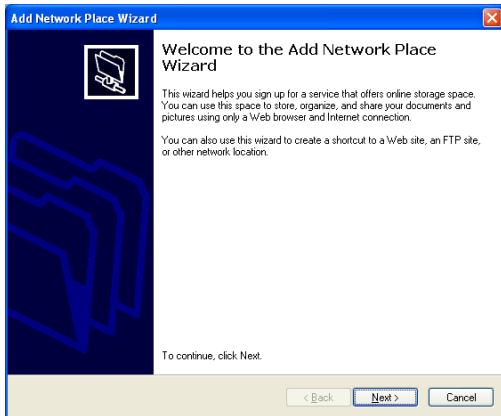 Add Network Place Wizard
Welcome to the Add Network Place
Wizard
This wizard helps you sign up for a service that offers online storage space.
You can use this space to store, organize, and share your documents and
pictures using only a Web browser and Internet connection.
You can also use this wizard to create a shortcut to a Web site, an FTP site,
or other network location.
To continue, click Next.
< Back
Next >
Cancel